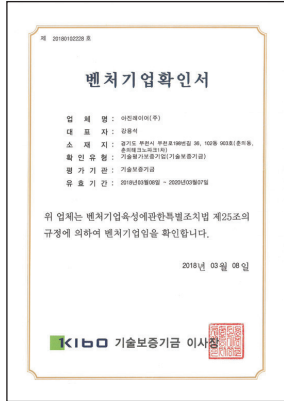 제 20180102228 호
벤처기업확인서
업 체 명 : 아진에이이(주)
대 표 자 : 강용석
소 재 지 : 경기도 부천시 부천로198번길 36, 102동 903호(춘의동,
춘의테크노파크1차)
확 인 유 형 : 기술평가보증기업(기술보증기금)
평 가 기 관 : 기술보증기금
유 효 기 간 : 2018년03월08일 ~ 2020년03월07일
위 업체는 벤처기업육성에관한특별조치법 제25조의
규정에 의하여 벤처기업임을 확인합니다.
2018년 03월 08일
KIBO 기술보증기금 이사장